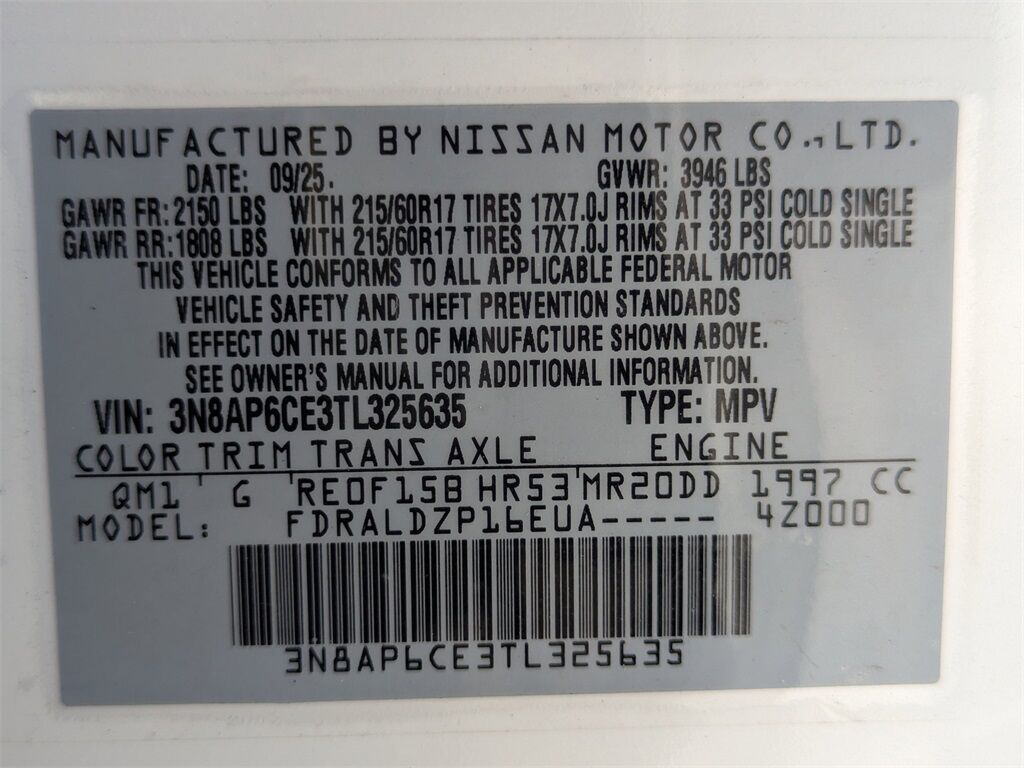 MANUFACTURED BY NISSAN MOTOR CO., LTD.
DATE: 09/25. GVWR: 3946 LBS
GAWR FR: 2150 LBS WITH 215/60R17 TIRES 17X7.0J RIMS AT 33 PSI COLD SINGLE
GAWR RR: 1808 LBS WITH 215/60R17 TIRES 17X7.0J RIMS AT 33 PSI COLD SINGLE
THIS VEHICLE CONFORMS TO ALL APPLICABLE FEDERAL MOTOR
VEHICLE SAFETY AND THEFT PREVENTION STANDARDS
IN EFFECT ON THE DATE OF MANUFACTURE SHOWN ABOVE.
SEE OWNER'S MANUAL FOR ADDITIONAL INFORMATION.
VIN: 3N8AP6CE3TL325635 TYPE: MPV
COLOR TRIM TRANS AXLE ENGINE
QM1 G RE0F15B HR53 MR20DD 1997 CC
MODEL: FDRALDZP16EUA----- 4Z000
3N8AP6CE3TL325635